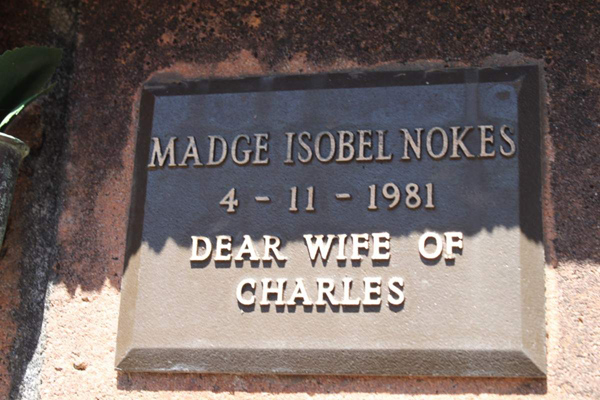 MADGE ISOBEL NOKES
4 - 11 - 1981
DEAR WIFE OF
CHARLES